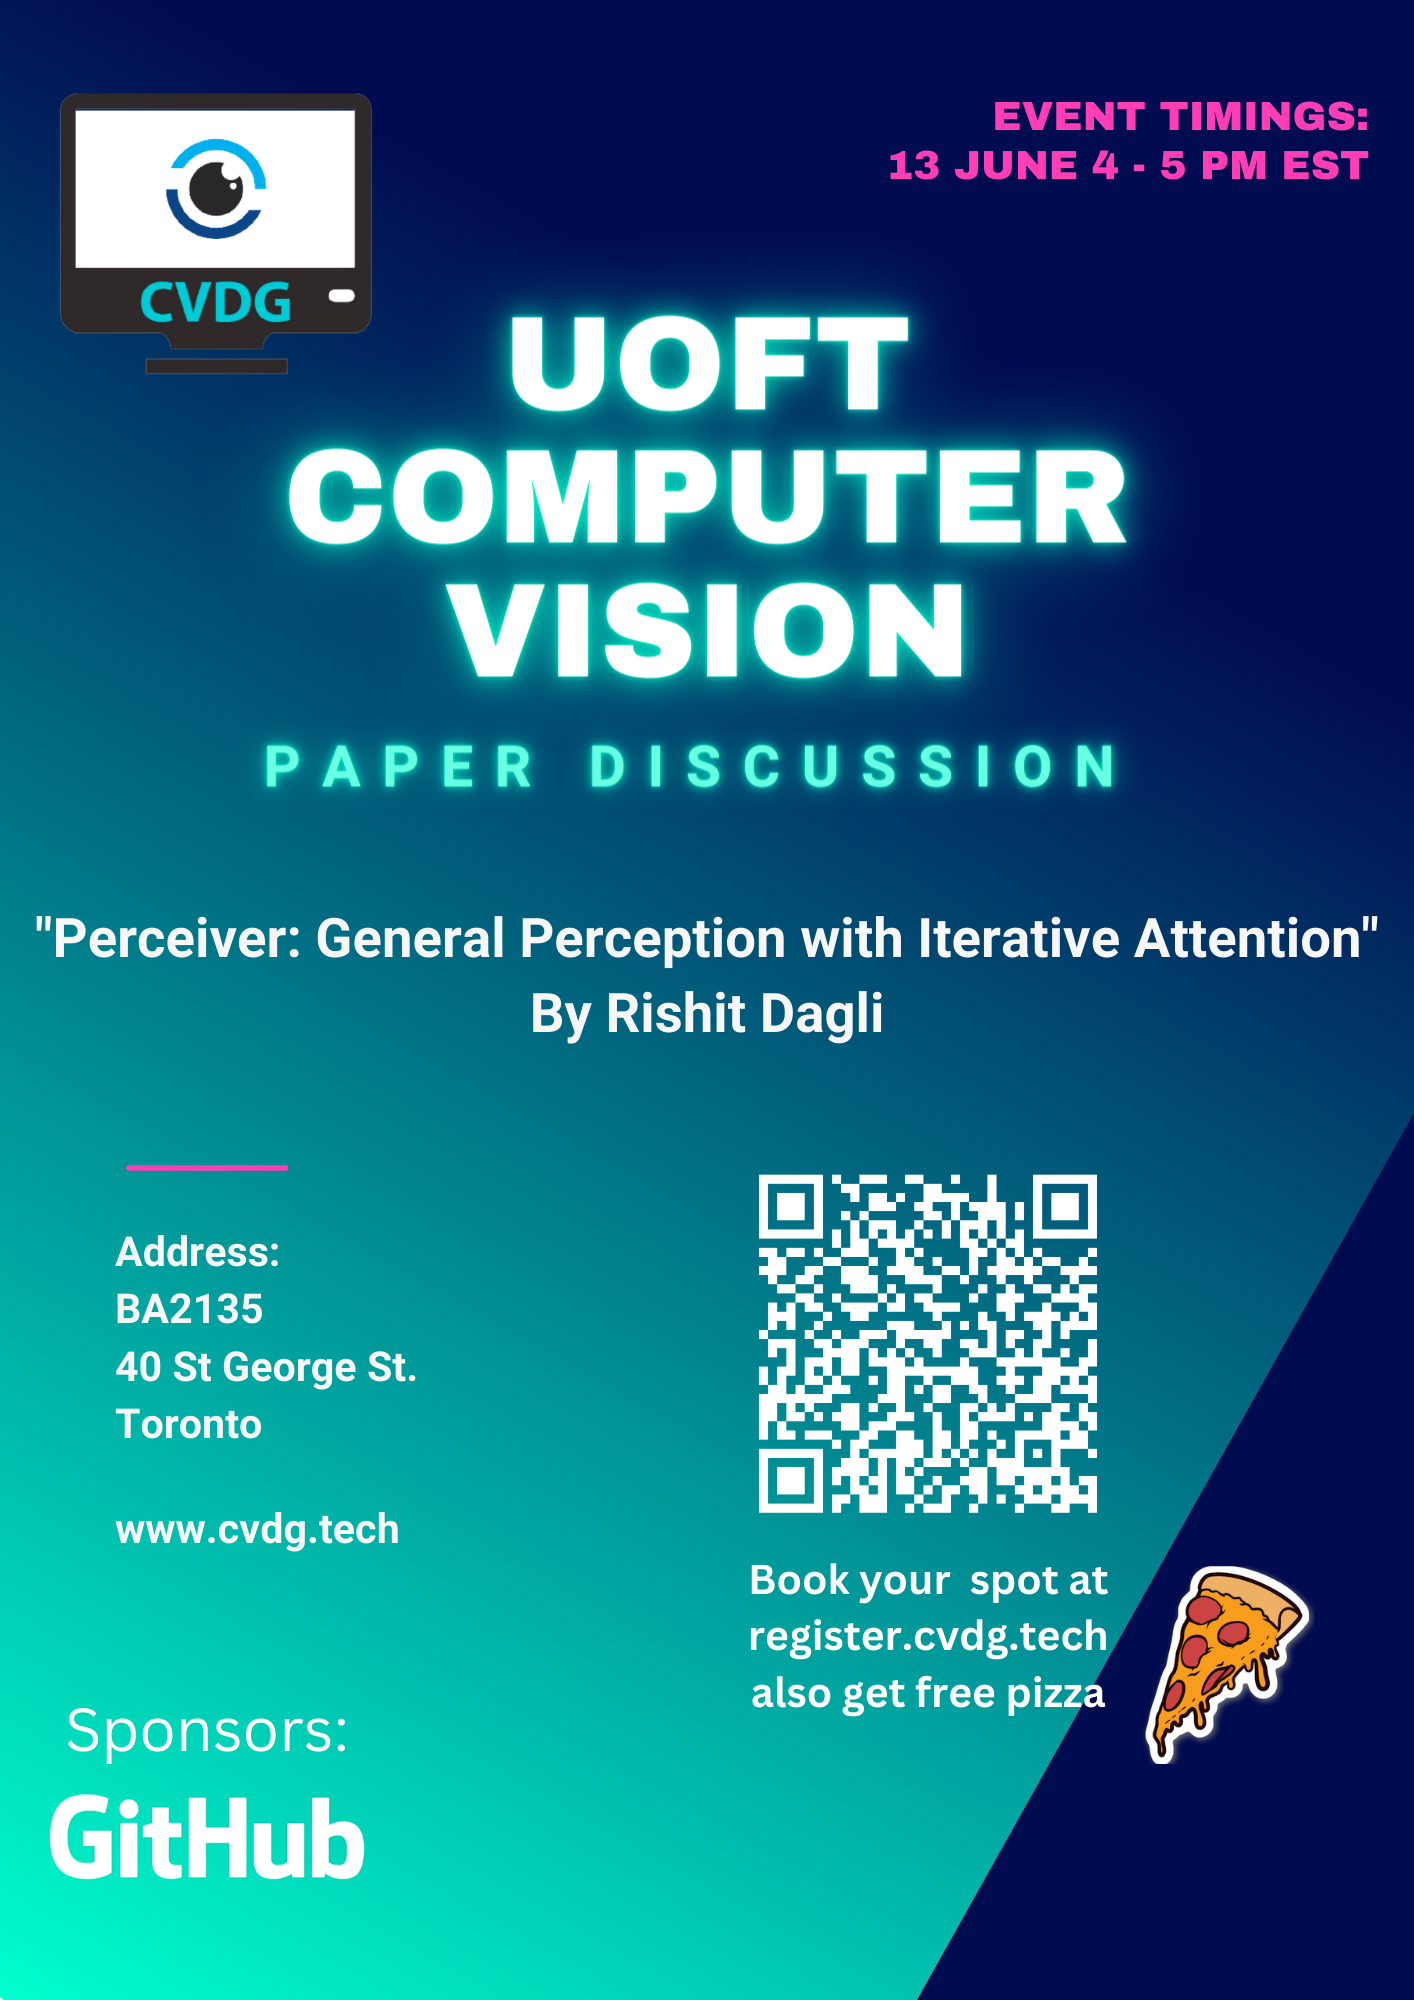 CVDG
EVENT TIMINGS:
13 JUNE 4 - 5 PM EST
UOFT
COMPUTER
VISION
PAPER DISCUSSION
"Perceiver: General Perception with Iterative Attention"
By Rishit Dagli
Address:
BA2135
40 St George St.
Toronto
www.cvdg.tech
Book your spot at
register.cvdg.tech
also get free pizza
Sponsors:
GitHub